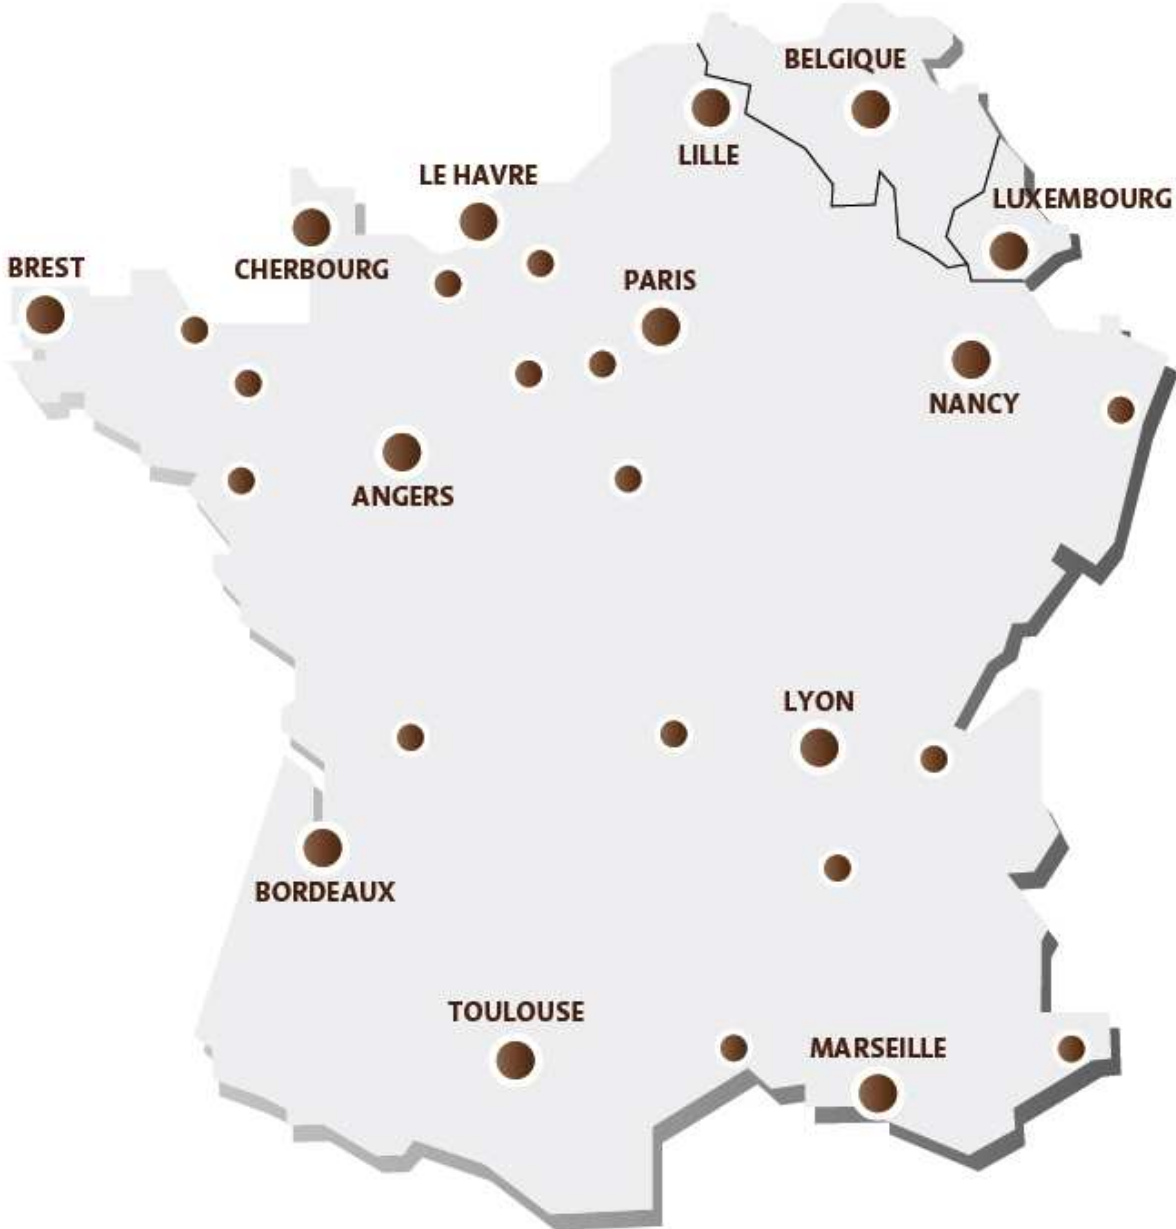 BELGIQUE
LILLE
LE HAVRE
LUXEMBOURG
CHERBOURG
BREST
PARIS
NANCY
ANGERS
LYON
BORDEAUX
TOULOUSE
MARSEILLE